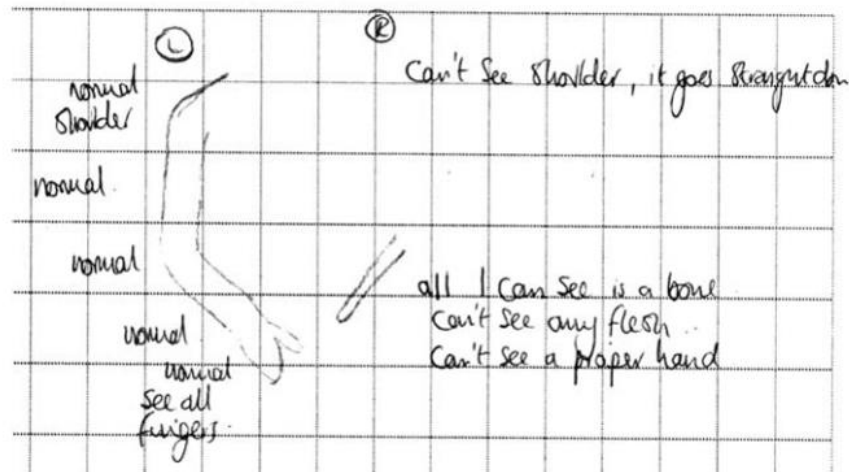 L
R
Can't see shoulder, it goes straight down
normal
shoulder
normal.
normal
all I can see is a bone
can't see any flesh
can't see a proper hand
normal
normal
see all
fingers.